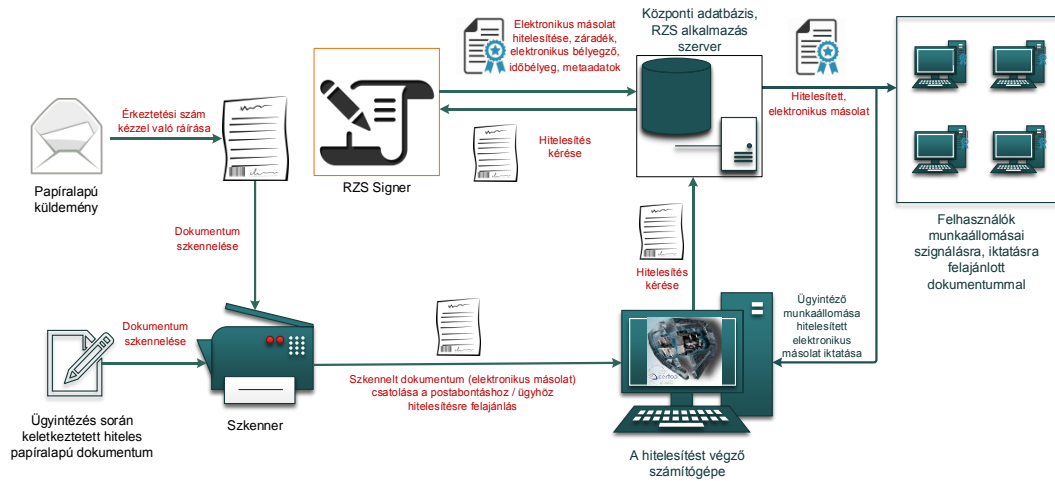 Elektronikus másolat
hitelesítése, záradék,
elektronikus bélyegző,
időbélyeg, metaadatok
Központi adatbázis,
RZS alkalmazás
szerver
Érkeztetési szám
kézzel való ráírása
Papíralapú
küldemény
RZS Signer
Hitelesítés
kérése
Hitelesített,
elektronikus másolat
Felhasználók
munkaállomásai
szignálásra, iktatásra
felajánlott
dokumentummal
Dokumentum
szkennelése
Hitelesítés
kérése
Ügyintéző
munkaállomása
hitelesített
elektronikus
másolat iktatása
Dokumentum
szkennelése
Szkennelt dokumentum (elektronikus másolat)
csatolása a postabontáshoz / ügyhöz
hitelesítésre felajánlás
Ügyintézés során
keletkeztetett hiteles
papíralapú dokumentum
Szkenner
A hitelesítést végző
számítógépe